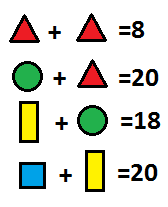 + =8
+ =20
+ =18
+ =20